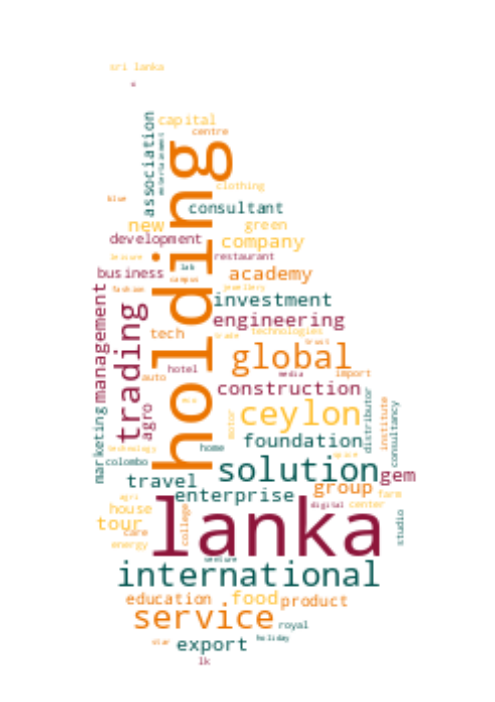 sri lanka
capital
centre
association
entertainment
holding
blue
clothing
consultant
new
green
development
company
leisure
restaurant
lab
business
campus
academy
fashion
jewellery
management
investment
trading
engineering
tech
technologies
trade
trust
global
hotel
media
import
auto
construction
eco
agro
motor
ceylon
distributor
institute
consultancy
marketing
technology
home
foundation
colombo
spice
solution
gem
travel
group
agri
enterprise
farm
house
digital
center
tour
college
lanka
studio
care
energy
venture
international
education
food
product
service
royal
star
holiday
export
lk